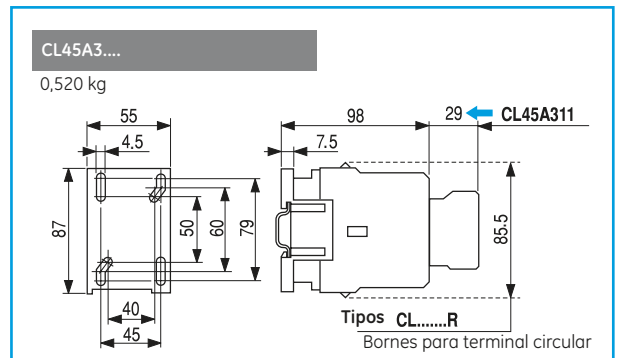 CL45A3....
0,520 kg
55
4.5
98
29
CL45A311
7.5
87
50
60
79
85.5
40
45
Tipos CL.......R
Bornes para terminal circular